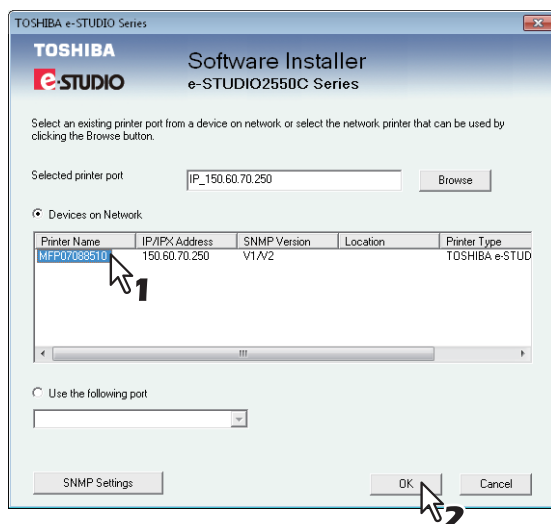 TOSHIBA e-STUDIO Series
TOSHIBA
e-STUDIO
Software Installer
e-STUDIO2550C Series
Select an existing printer port from a device on network or select the network printer that can be used by
clicking the Browse button.
Selected printer port
IP_150.60.70.250
Browse
Devices on Network
Printer Name IP/IPX Address SNMP Version Location Printer Type
MFP07088510 150.60.70.250 V1/V2 TOSHIBA e-STUD
1
Use the following port
SNMP Settings
OK
Cancel
2